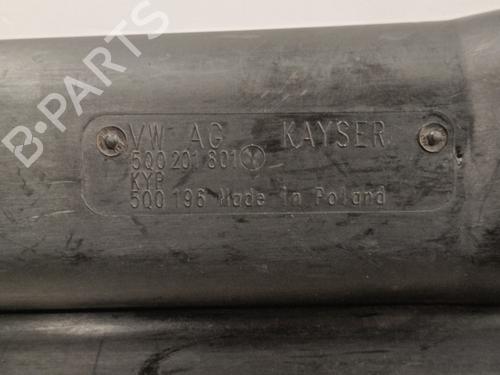 B-PARTS
VW AG KAYSER
5Q0 201 801 Y
KYP
5Q0 196 Made in Poland